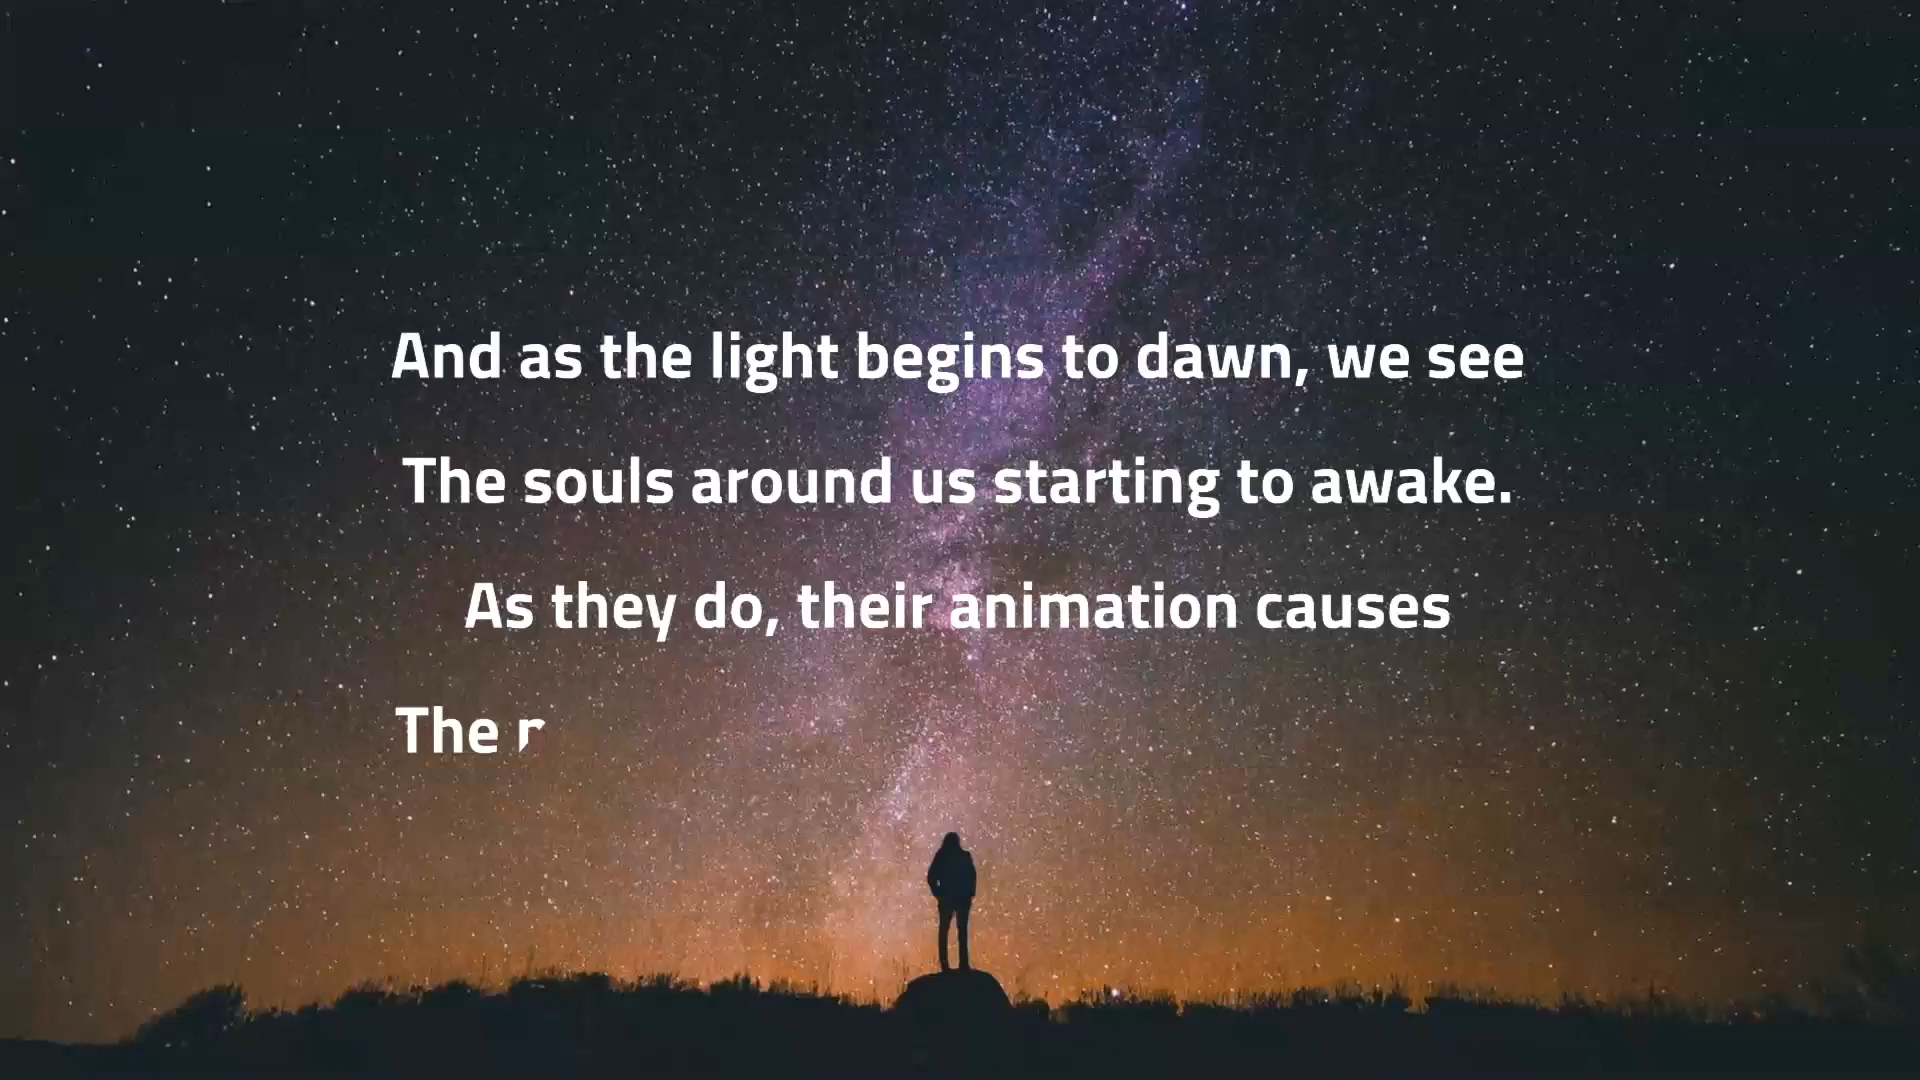 And as the light begins to dawn, we see
The souls around us starting to awake.
As they do, their animation causes
The